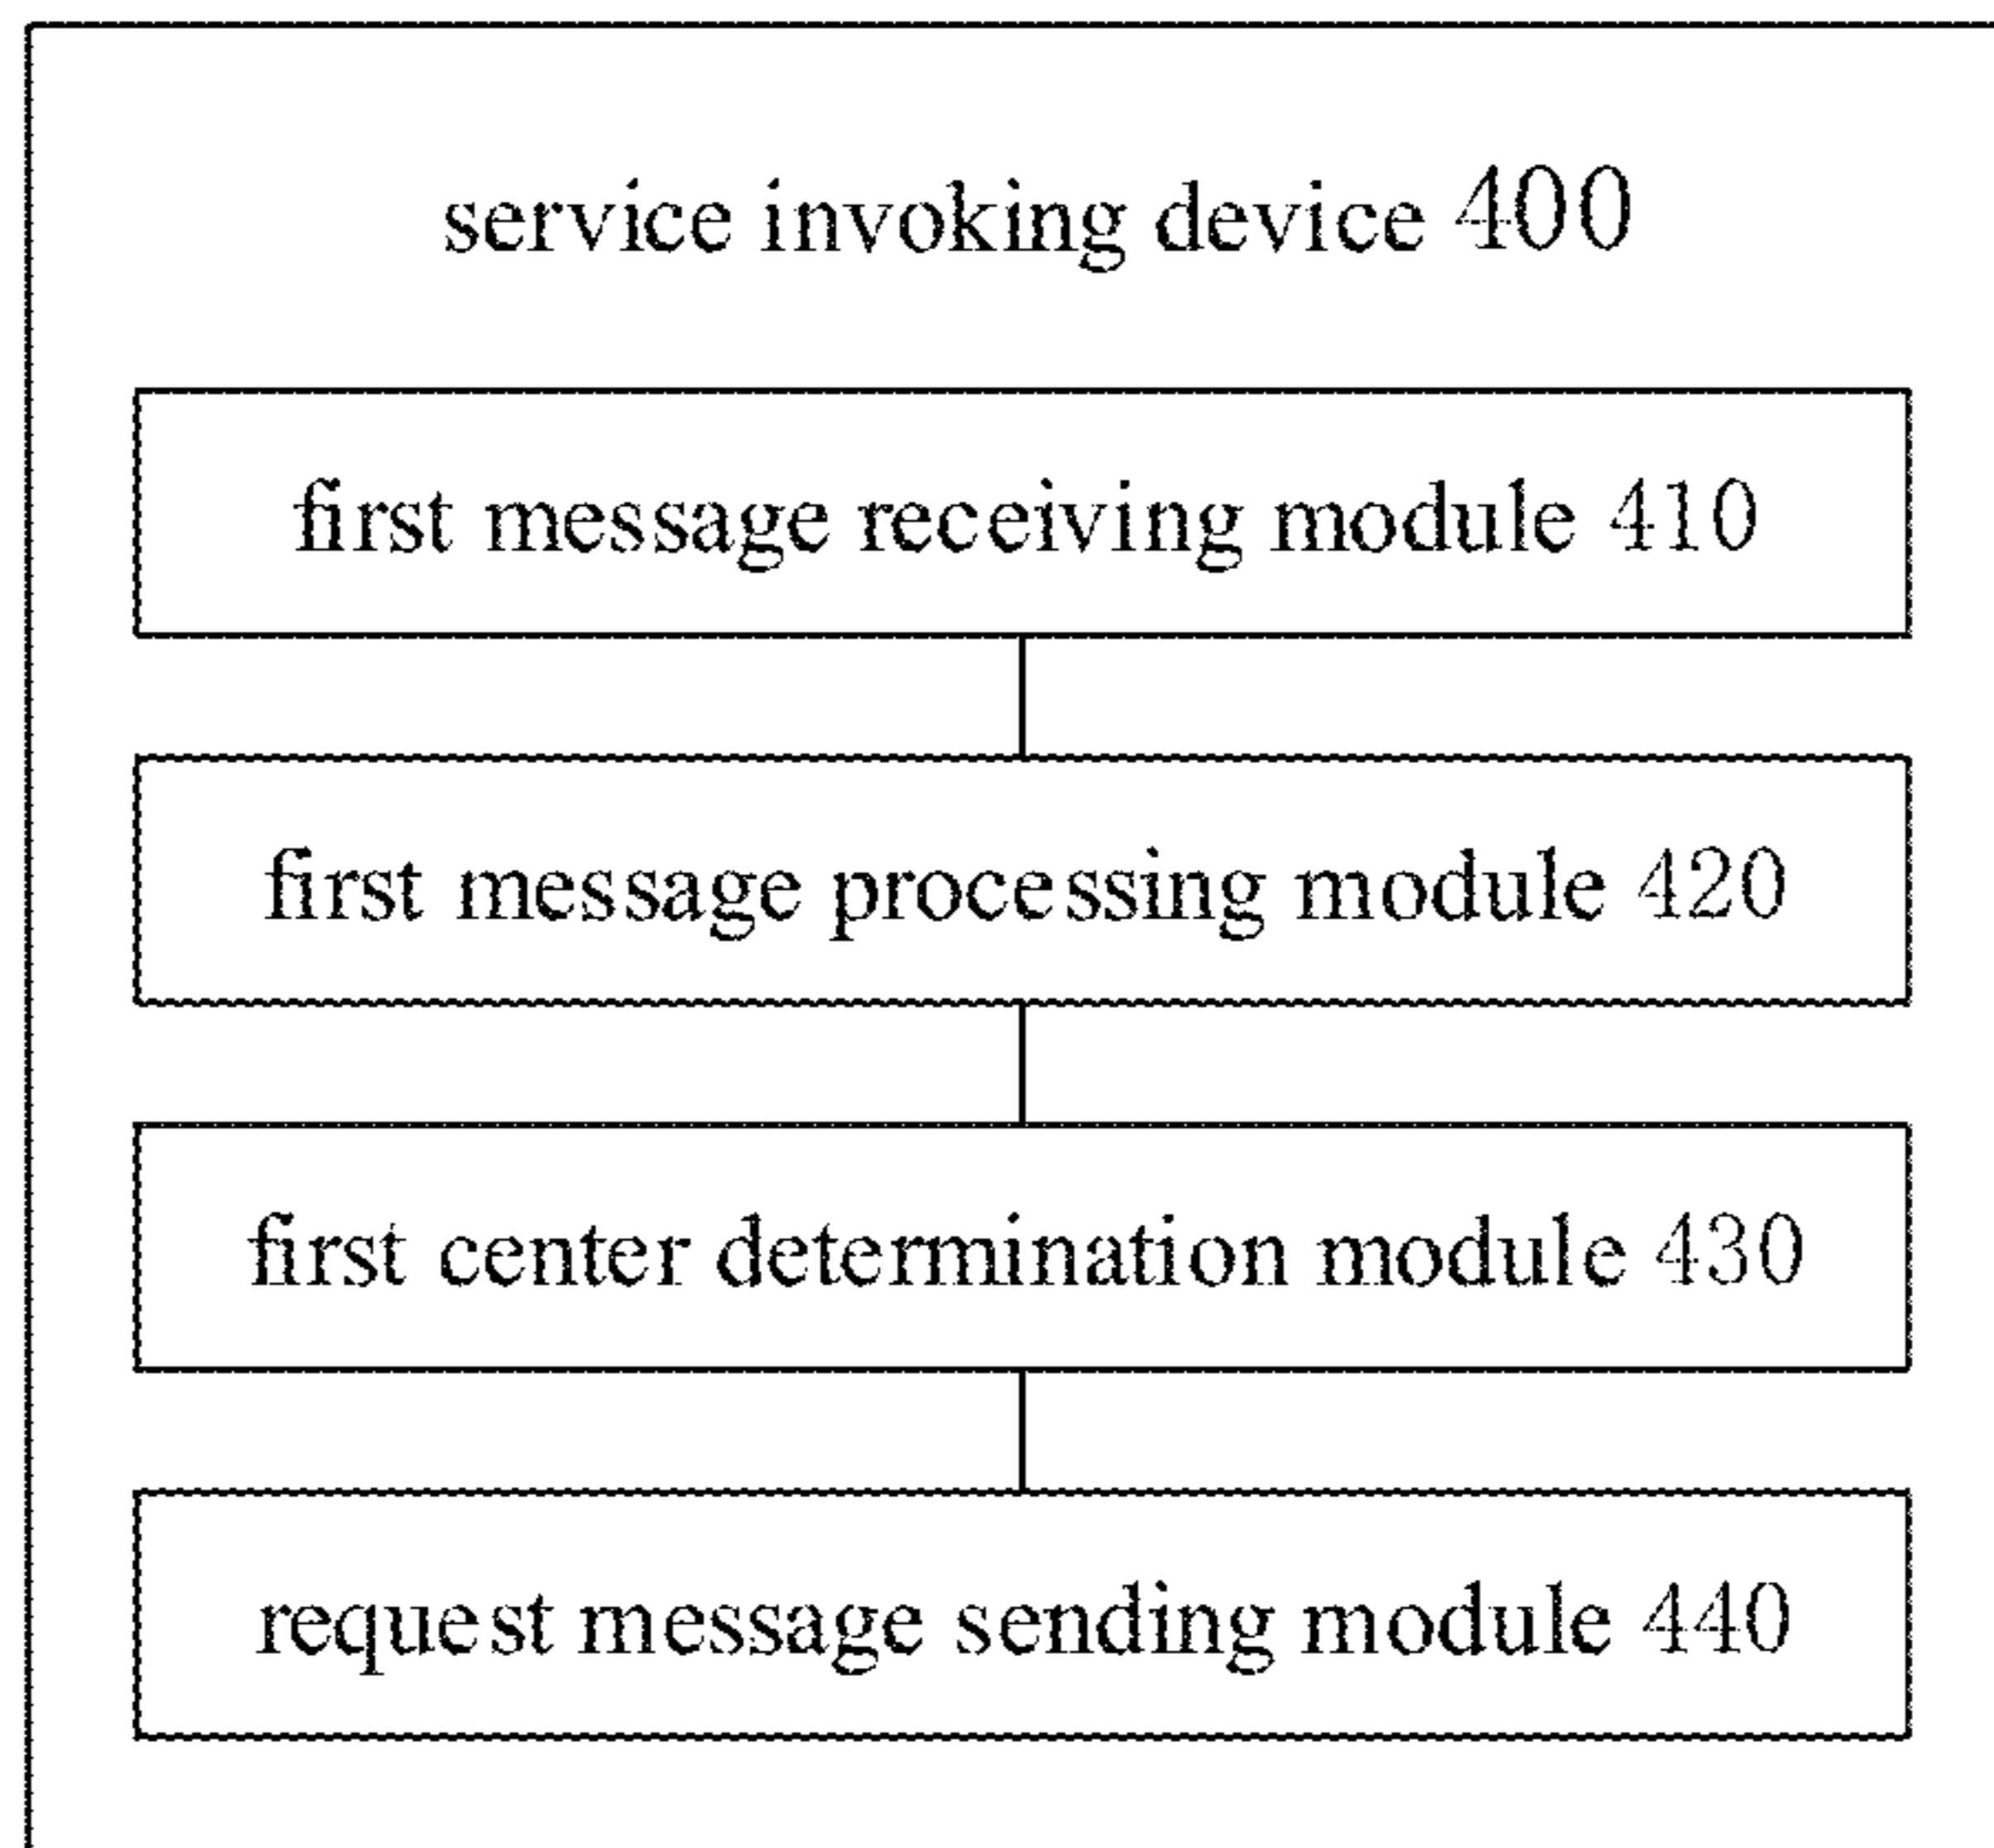 service invoking device 400
first message receiving module 410
first message processing module 420
first center determination module 430
request message sending module 440